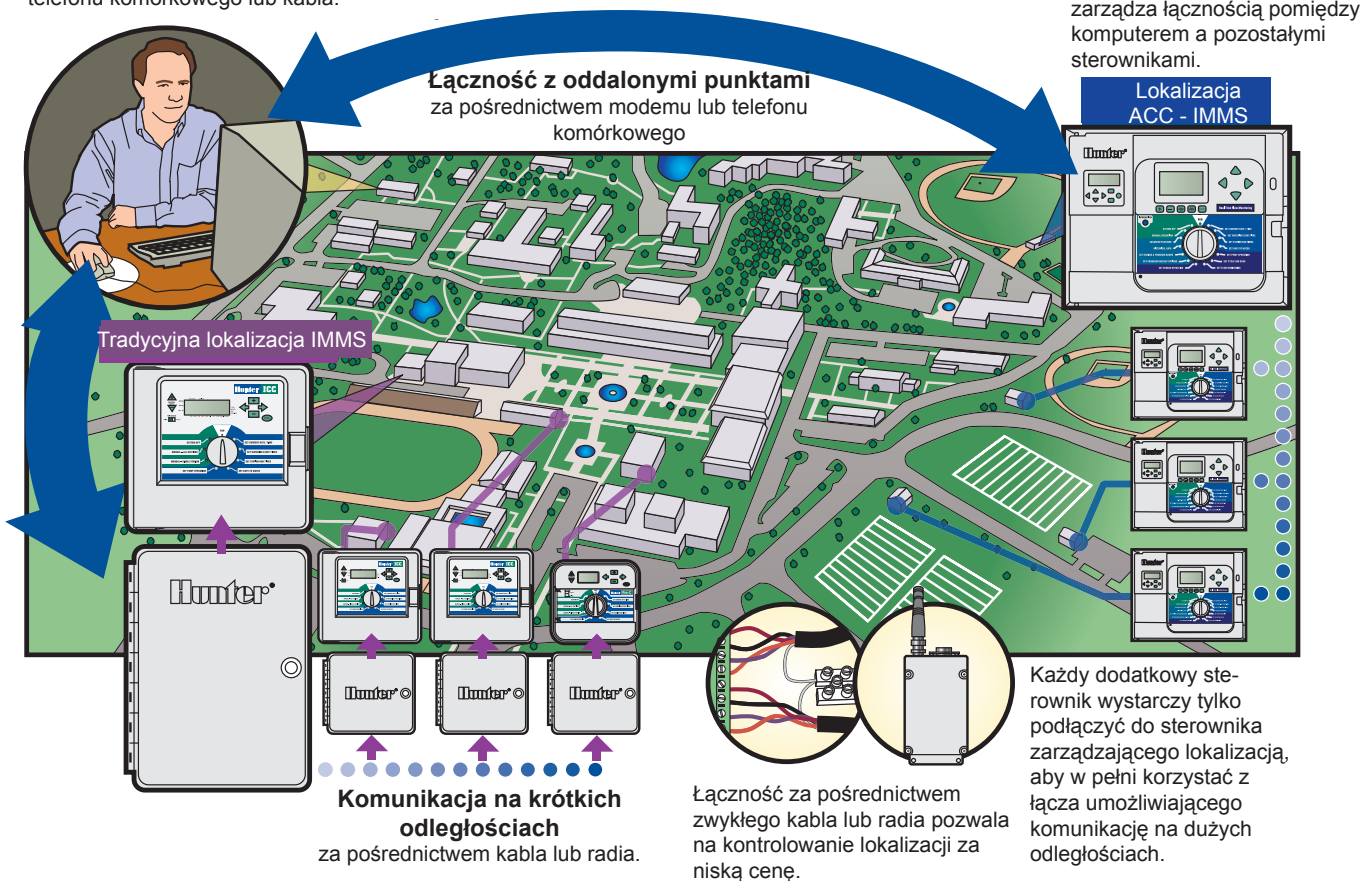 telefonu komórkowego lub kabla.
zarządza łącznością pomiędzy
komputerem a pozostałymi
sterownikami.
Łączność z oddalonymi punktami
za pośrednictwem modemu lub telefonu
komórkowego
Lokalizacja
ACC - IMMS
Hunter®
Tradycyjna lokalizacja IMMS
Hunter ICC
Hunter®
Hunter®
Hunter®
Hunter®
Hunter ICC
Hunter ICC
Hunter®
Hunter®
Hunter®
Komunikacja na krótkich
odległościach
za pośrednictwem kabla lub radia.
Łączność za pośrednictwem
zwykłego kabla lub radia pozwala
na kontrolowanie lokalizacji za
niską cenę.
Każdy dodatkowy ste-
rownik wystarczy tylko
podłączyć do sterownika
zarządzającego lokalizacją,
aby w pełni korzystać z
łącza umożliwiającego
komunikację na dużych
odległościach.